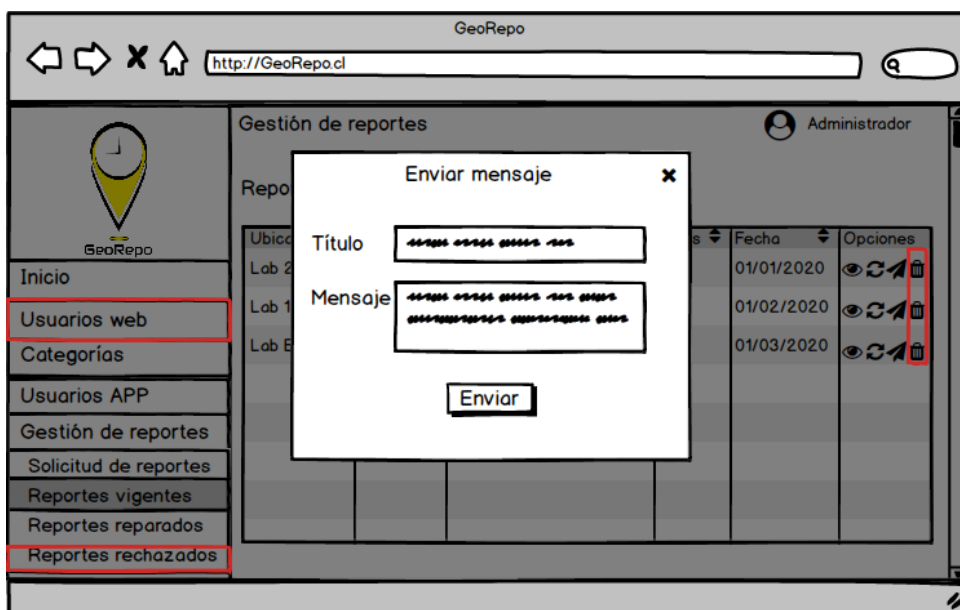 GeoRepo
http://GeoRepo.cl
GeoRepo
Inicio
Usuarios web
Categorías
Usuarios APP
Gestión de reportes
Solicitud de reportes
Reportes vigentes
Reportes reparados
Reportes rechazados
Gestión de reportes
Administrador
Repo
Ubica
s
Fecha
Opciones
Lab 2
01/01/2020
Lab 1
01/02/2020
Lab E
01/03/2020
Enviar mensaje
Título
Mensaje
Enviar